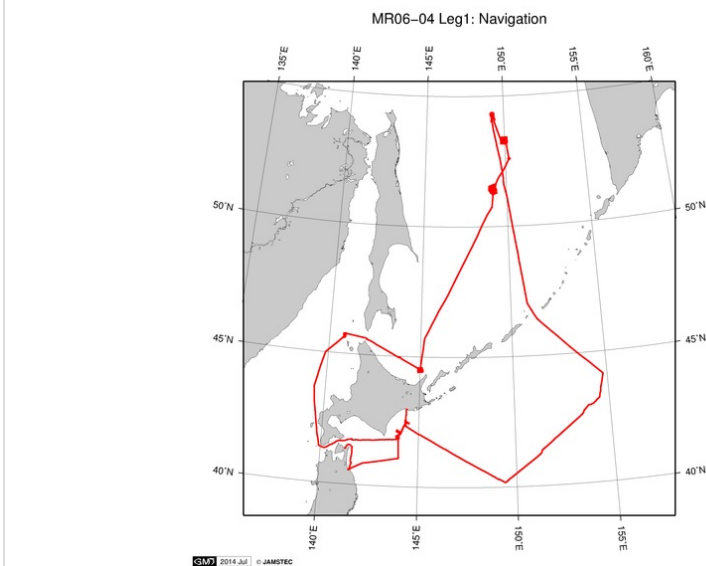 MR06−04 Leg1: Navigation
135˚E 140˚E 145˚E 150˚E 155˚E 160˚E
50˚N 50˚N
45˚N 45˚N
40˚N 40˚N
140˚E 145˚E 150˚E 155˚E
GMT 2014 Jul © JAMSTEC